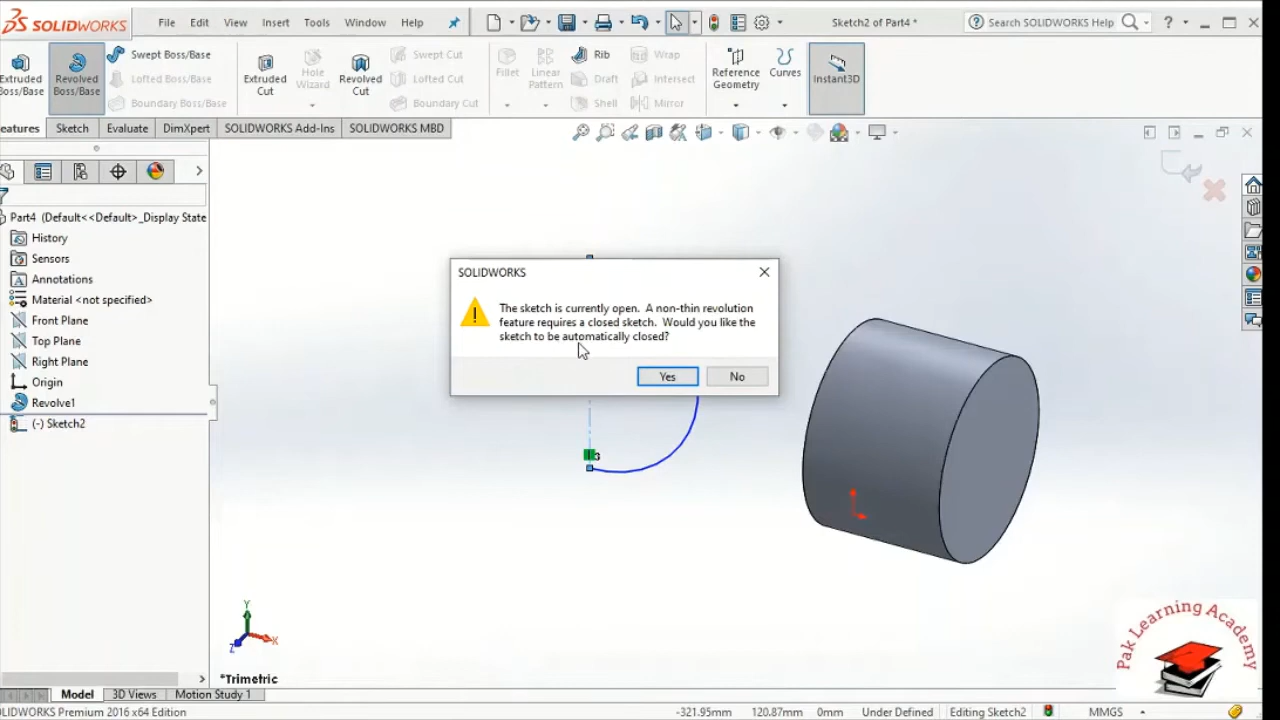 SOLIDWORKS
File
Edit
View
Insert
Tools
Window
Help
Sketch2 of Part4 *
Search SOLIDWORKS Help
?
Extruded
Boss/Base
Revolved
Boss/Base
Swept Boss/Base
Lofted Boss/Base
Boundary Boss/Base
Extruded
Cut
Hole
Wizard
Revolved
Cut
Swept Cut
Lofted Cut
Boundary Cut
Fillet
Linear
Pattern
Rib
Draft
Shell
Wrap
Intersect
Mirror
Reference
Geometry
Curves
Instant3D
eatures
Sketch
Evaluate
DimXpert
SOLIDWORKS Add-Ins
SOLIDWORKS MBD
Part4 (Default<<Default>_Display State
History
Sensors
Annotations
Material <not specified>
Front Plane
Top Plane
Right Plane
Origin
Revolve1
(-) Sketch2
SOLIDWORKS
The sketch is currently open. A non-thin revolution
feature requires a closed sketch. Would you like the
sketch to be automatically closed?
Yes
No
3
Y
X
Z
*Trimetric
Pak Learning Academy
Model
3D Views
Motion Study 1
SOLIDWORKS Premium 2016 x64 Edition
-321.95mm
120.87mm
0mm
Under Defined
Editing Sketch2
MMGS